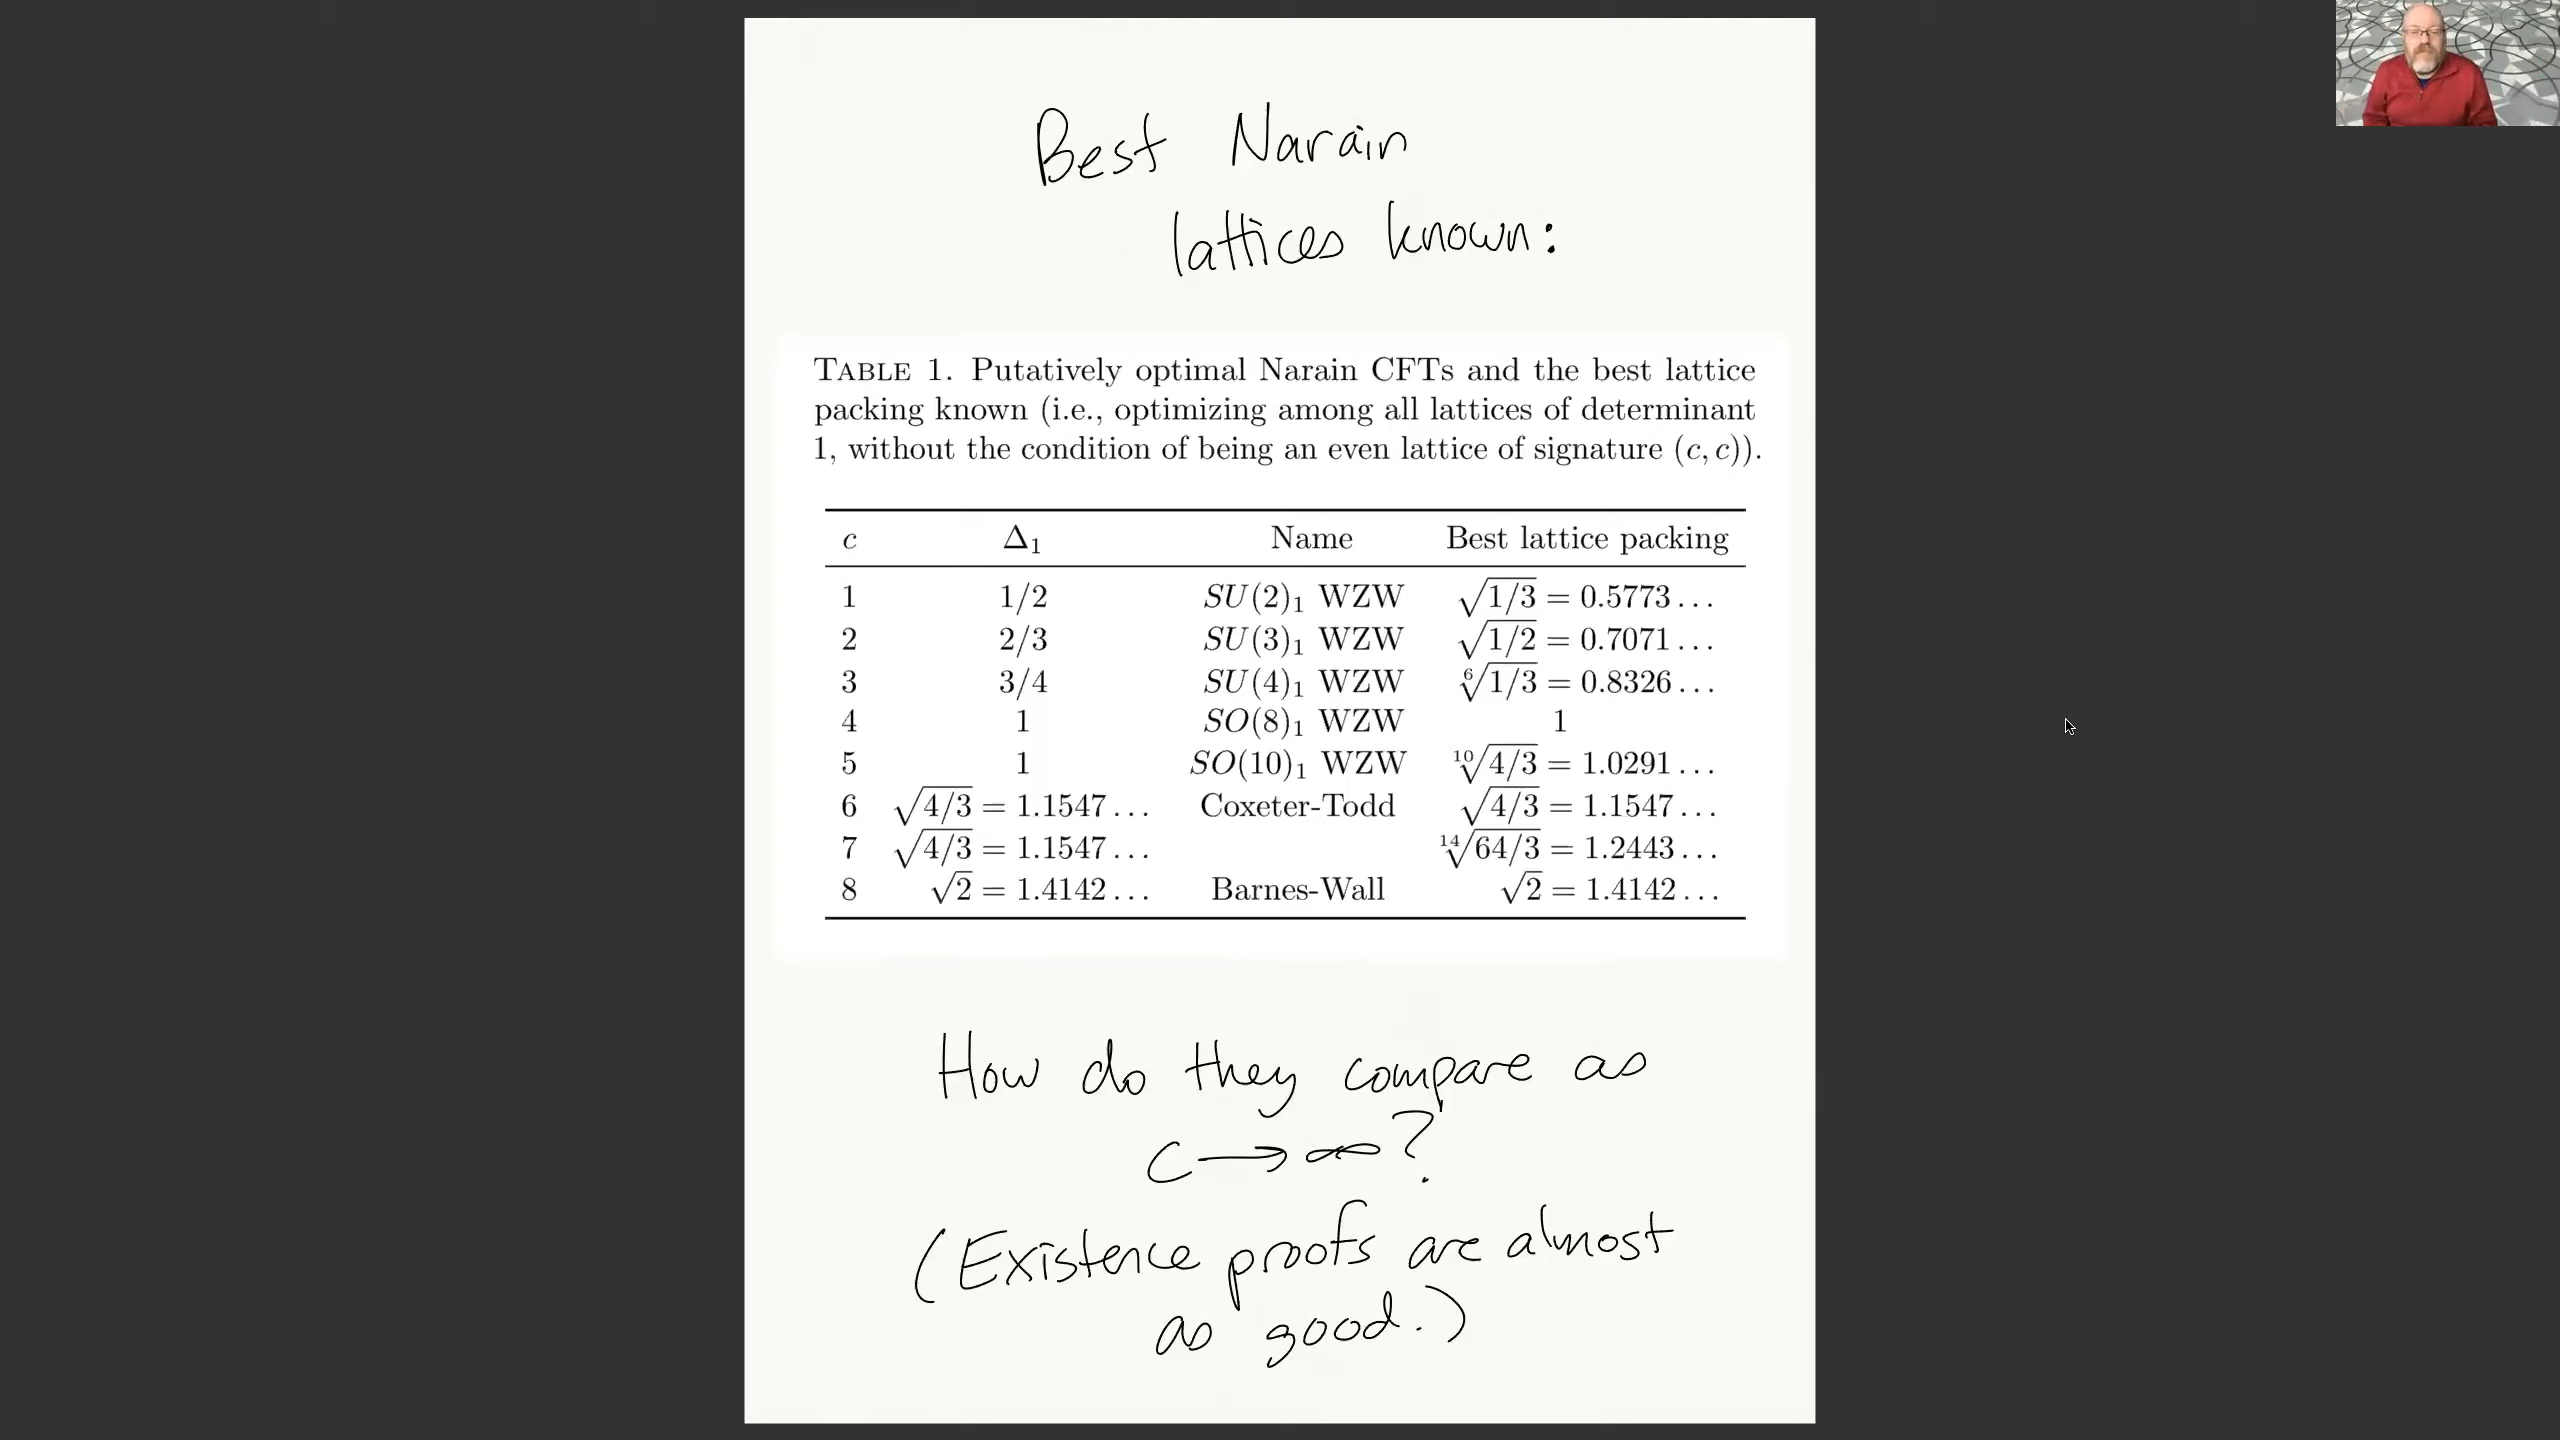 Best Narain
lattices known:
TABLE 1. Putatively optimal Narain CFTs and the best lattice
packing known (i.e., optimizing among all lattices of determinant
1, without the condition of being an even lattice of signature (c, c)).
c Δ₁ Name Best lattice packing
1 1/2 SU(2)₁ WZW √(1/3) = 0.5773...
2 2/3 SU(3)₁ WZW √(1/2) = 0.7071...
3 3/4 SU(4)₁ WZW ⁶√(1/3) = 0.8326...
4 1 SO(8)₁ WZW 1
5 1 SO(10)₁ WZW ¹⁰√(4/3) = 1.0291...
6 √(4/3) = 1.1547... Coxeter-Todd √(4/3) = 1.1547...
7 √(4/3) = 1.1547... ¹⁴√(64/3) = 1.2443...
8 √2 = 1.4142... Barnes-Wall √2 = 1.4142...
How do they compare as
c → ∞?
(Existence proofs are almost
as good.)